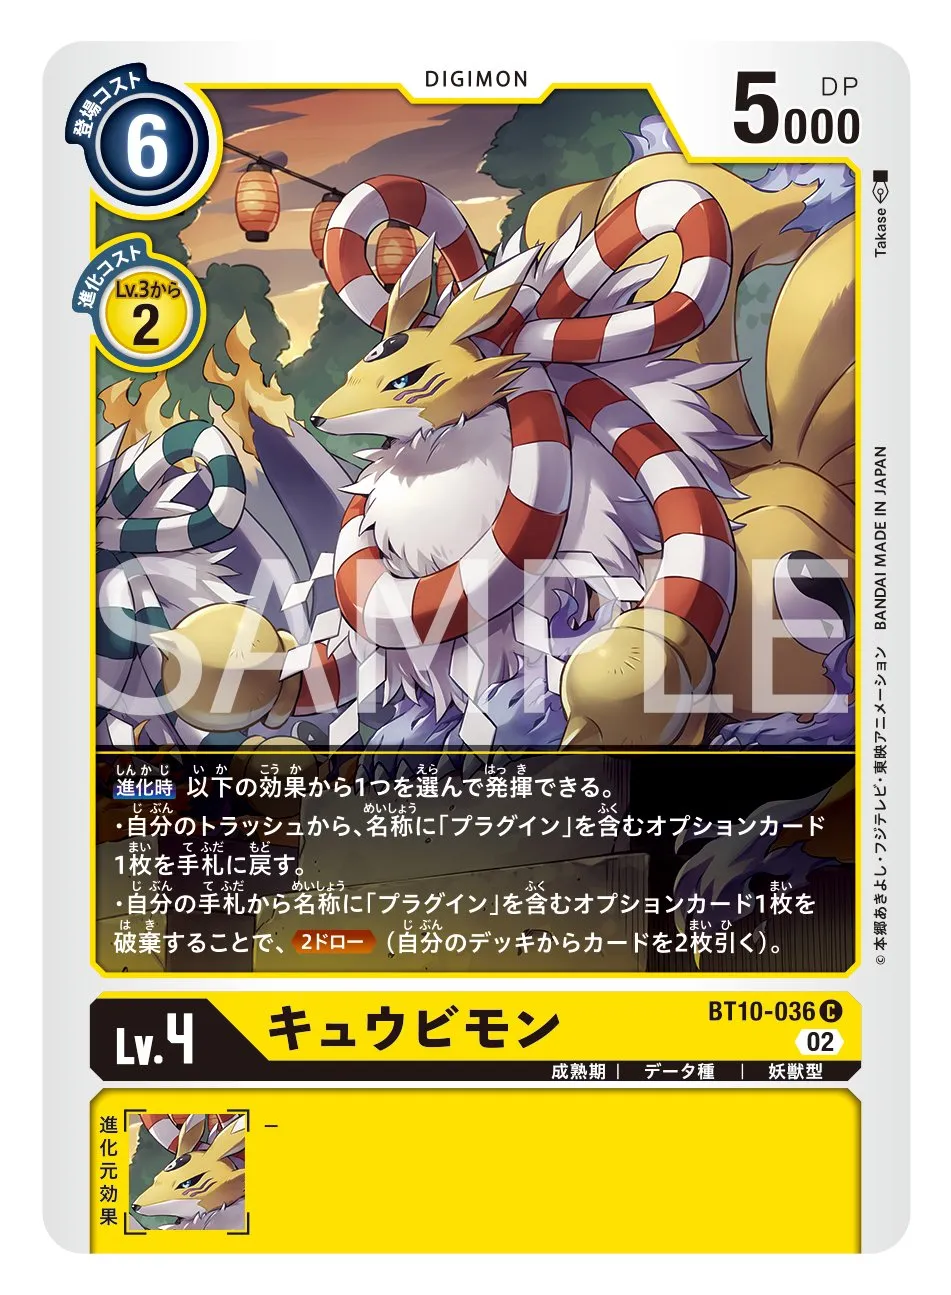 DIGIMON
登場コスト
6
DP
5000
進化コスト
Lv.3から
2
Takase
SAMPLE
進化時 以下の効果から1つを選んで発揮できる。
・自分のトラッシュから、名称に「プラグイン」を含むオプションカード
1枚を手札に戻す。
・自分の手札から名称に「プラグイン」を含むオプションカード1枚を
破棄することで、2ドロー（自分のデッキからカードを2枚引く）。
©本郷あきよし・フジテレビ・東映アニメーション BANDAI MADE IN JAPAN
Lv.4
キュウビモン
BT10-036 C
02
成熟期 | データ種 | 妖獣型
進化元効果
−